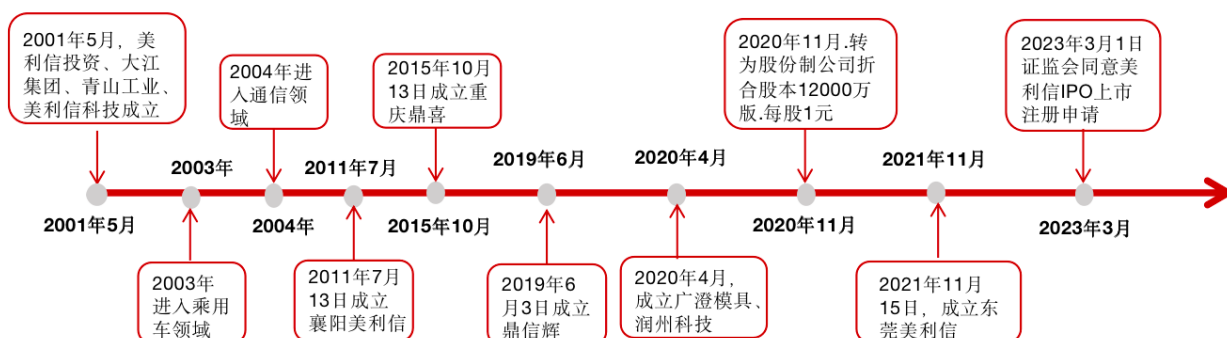 2001年5月，美
利信投资、大江
集团、青山工业、
美利信科技成立
2004年进
入通信领
域
2015年10月
13日成立重
庆鼎喜
2020年11月.转
为股份制公司折
合股本12000万
版.每股1元
2023年3月1日
证监会同意美
利信IPO上市
注册申请
2003年
2011年7月
2019年6月
2020年4月
2021年11月
2001年5月
2004年
2015年10月
2020年11月
2023年3月
2003年
进入乘用
车领域
2011年7月
13日成立
襄阳美利信
2019年6
月3日成立
鼎信辉
2020年4月，
成立广澄模具、
润州科技
2021年11月
15日，成立东
莞美利信